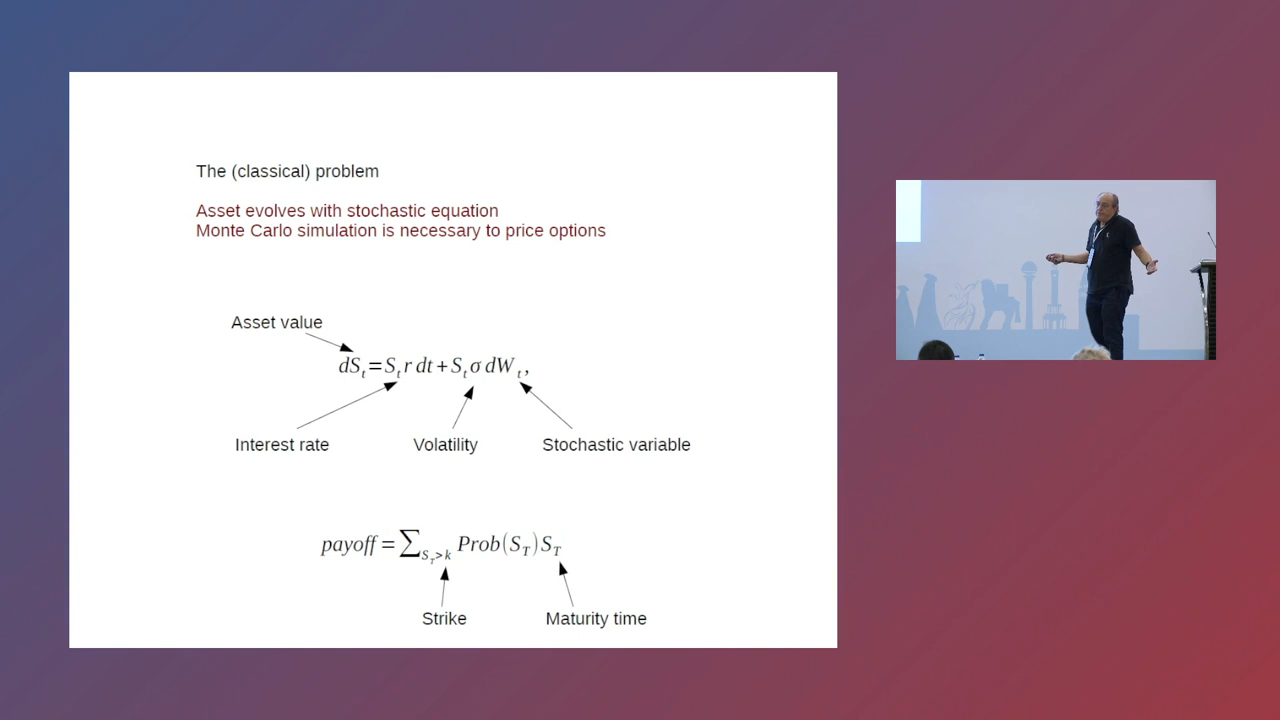 The (classical) problem
Asset evolves with stochastic equation
Monte Carlo simulation is necessary to price options
Asset value
dS_t=S_t r dt+S_t σ dW_t,
Interest rate Volatility Stochastic variable
payoff=∑_{S_T>k} Prob(S_T)S_T
Strike Maturity time